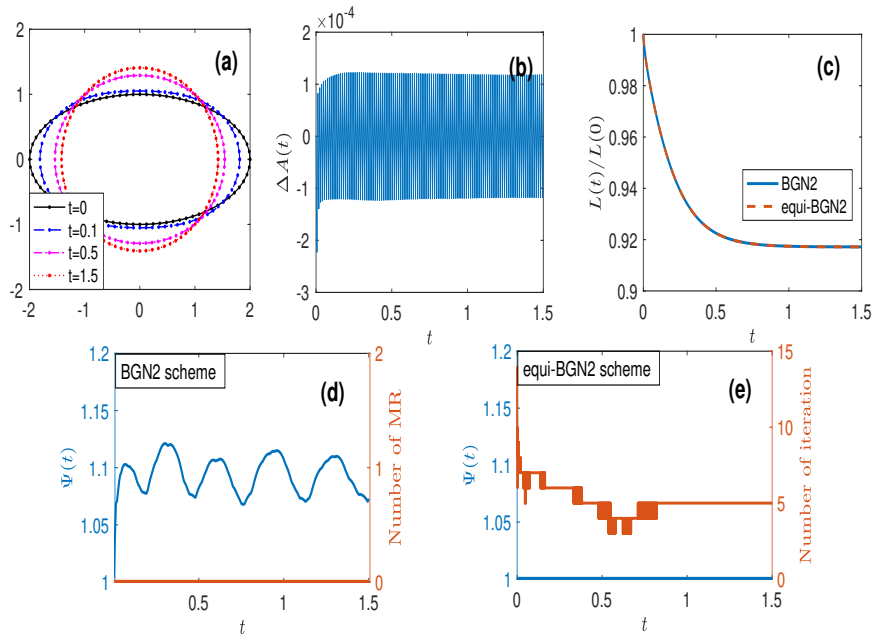 (a)
2
1
0
-1
-2
-2 -1 0 1 2
t=0
t=0.1
t=0.5
t=1.5
×10⁻⁴
(b)
2
1
0
-1
-2
-3
ΔA(t)
0 0.5 1 1.5
t
(c)
1
0.98
0.96
0.94
0.92
0.9
L(t)/L(0)
BGN2
equi-BGN2
0 0.5 1 1.5
t
BGN2 scheme
(d)
1.2
1.15
1.1
1.05
1
Ψ(t)
2
1
0
Number of MR
0.5 1 1.5
t
equi-BGN2 scheme
(e)
1.2
1.15
1.1
1.05
1
Ψ(t)
15
10
5
0
Number of iteration
0 0.5 1 1.5
t